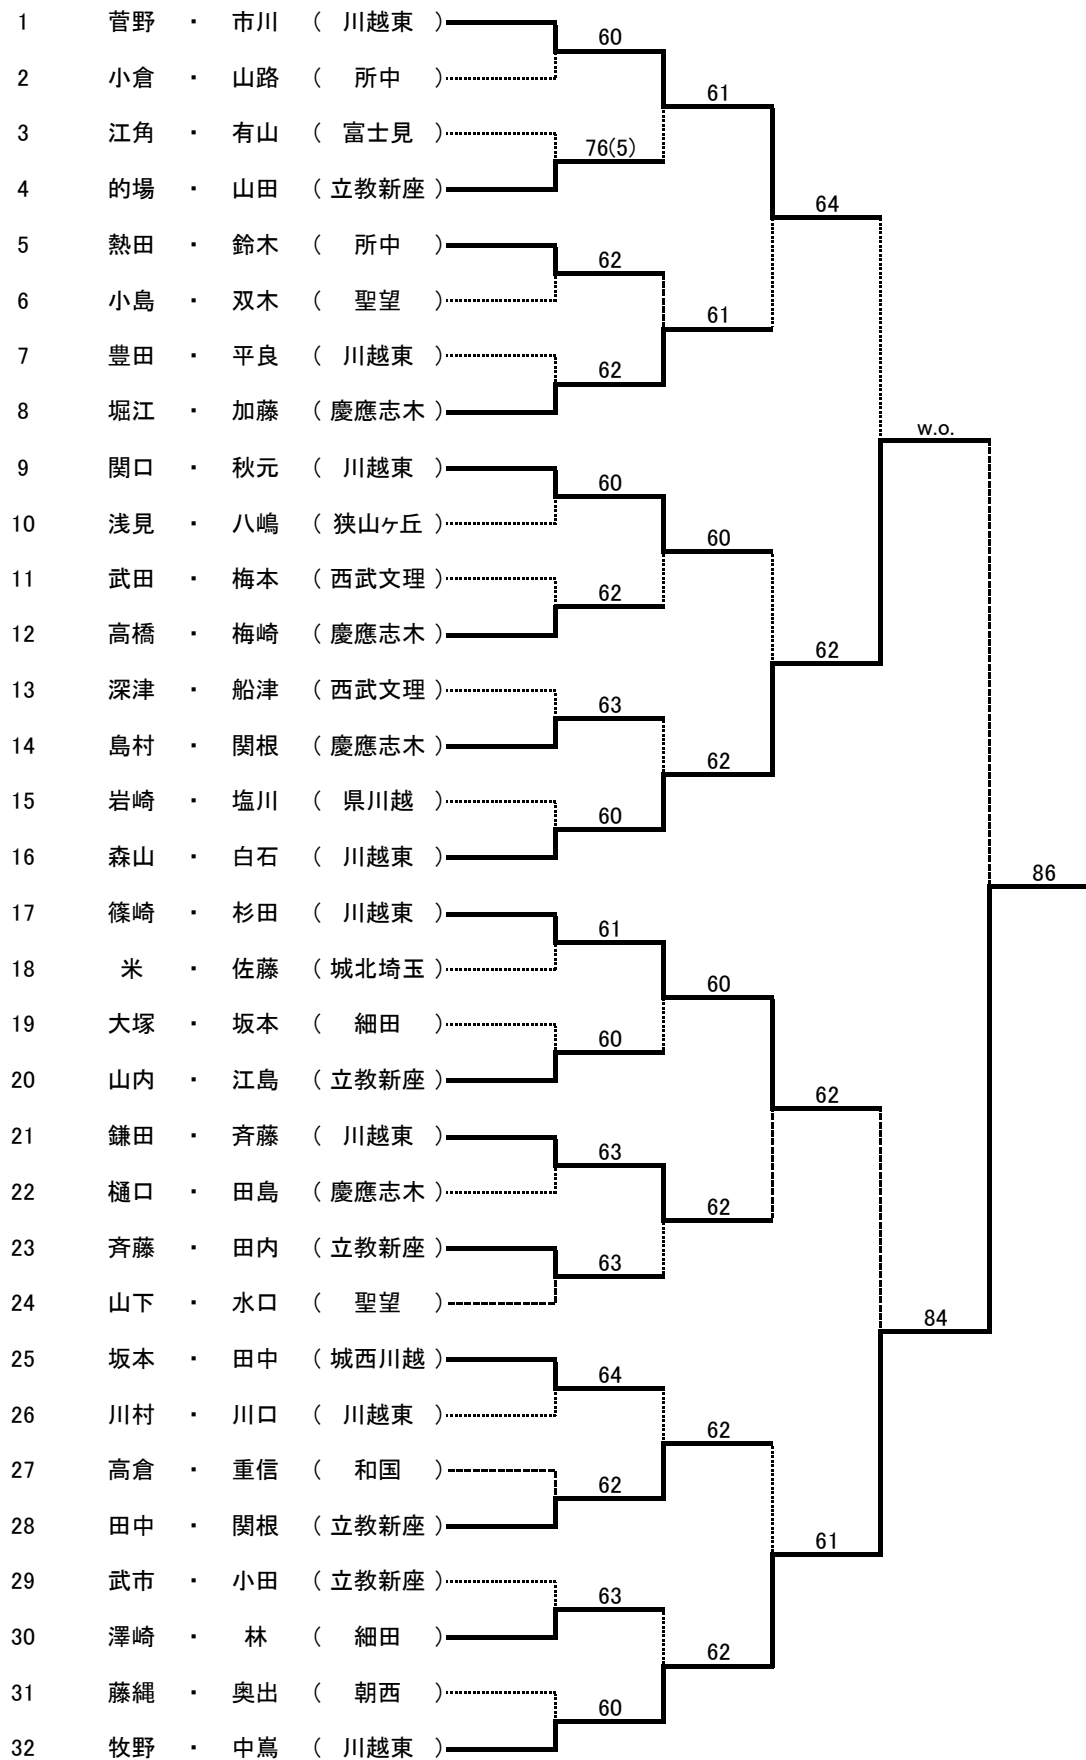 1 菅野 ・ 市川 ( 川越東 )
60
2 小倉 ・ 山路 ( 所中 )
61
3 江角 ・ 有山 ( 富士見 )
76(5)
4 的場 ・ 山田 ( 立教新座 )
64
5 熱田 ・ 鈴木 ( 所中 )
62
6 小島 ・ 双木 ( 聖望 )
61
7 豊田 ・ 平良 ( 川越東 )
62
8 堀江 ・ 加藤 ( 慶應志木 )
w.o.
9 関口 ・ 秋元 ( 川越東 )
60
10 浅見 ・ 八嶋 ( 狭山ヶ丘 )
60
11 武田 ・ 梅本 ( 西武文理 )
62
12 高橋 ・ 梅崎 ( 慶應志木 )
62
13 深津 ・ 船津 ( 西武文理 )
63
14 島村 ・ 関根 ( 慶應志木 )
62
15 岩崎 ・ 塩川 ( 県川越 )
60
16 森山 ・ 白石 ( 川越東 )
86
17 篠崎 ・ 杉田 ( 川越東 )
61
18 米 ・ 佐藤 ( 城北埼玉 )
60
19 大塚 ・ 坂本 ( 細田 )
60
20 山内 ・ 江島 ( 立教新座 )
62
21 鎌田 ・ 斉藤 ( 川越東 )
63
22 樋口 ・ 田島 ( 慶應志木 )
62
23 斉藤 ・ 田内 ( 立教新座 )
63
24 山下 ・ 水口 ( 聖望 )
84
25 坂本 ・ 田中 ( 城西川越 )
64
26 川村 ・ 川口 ( 川越東 )
62
27 高倉 ・ 重信 ( 和国 )
62
28 田中 ・ 関根 ( 立教新座 )
61
29 武市 ・ 小田 ( 立教新座 )
63
30 澤崎 ・ 林 ( 細田 )
62
31 藤縄 ・ 奥出 ( 朝西 )
60
32 牧野 ・ 中嶌 ( 川越東 )